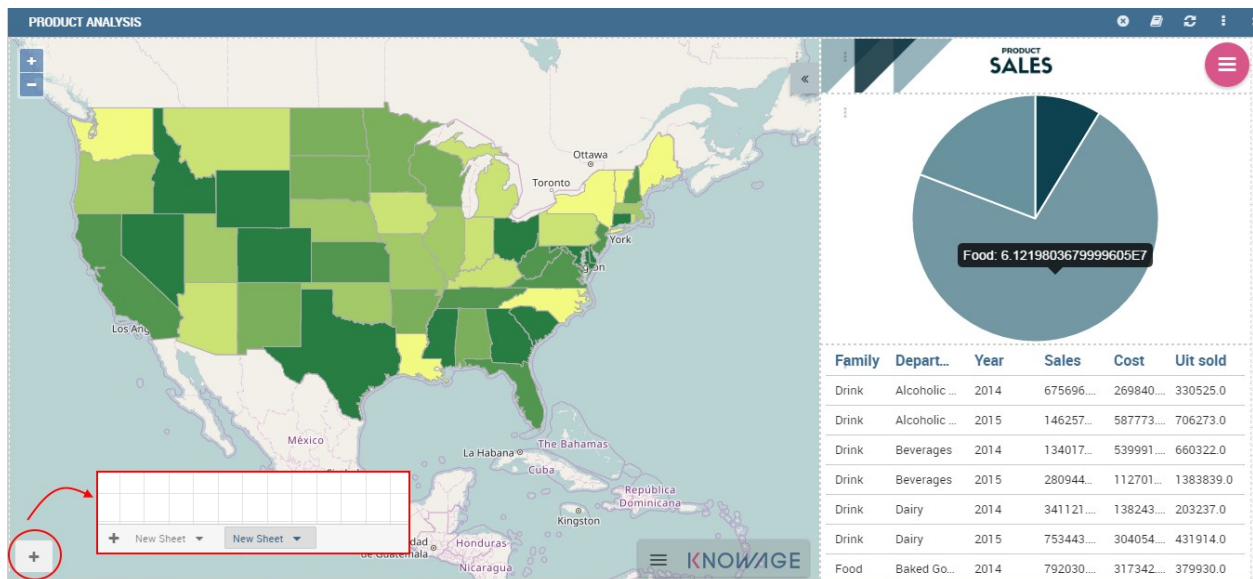 PRODUCT ANALYSIS
+
−
«
Ottawa
Toronto
York
Los Ang
México
La Habana
The Bahamas
Cuba
República
Dominicana
Kingston
Honduras
de Guatemala
Nicaragua
+ New Sheet New Sheet
+
KNOWAGE
PRODUCT
SALES
Food: 6.1219803679999605E7
Family Depart... Year Sales Cost Uit sold
Drink Alcoholic ... 2014 675696.... 269840.... 330525.0
Drink Alcoholic ... 2015 146257... 587773.... 706273.0
Drink Beverages 2014 134017... 539991.... 660322.0
Drink Beverages 2015 280944... 112701... 1383839.0
Drink Dairy 2014 341121.... 138243.... 203237.0
Drink Dairy 2015 753443.... 304054.... 431914.0
Food Baked Go... 2014 792030.... 317342.... 379930.0